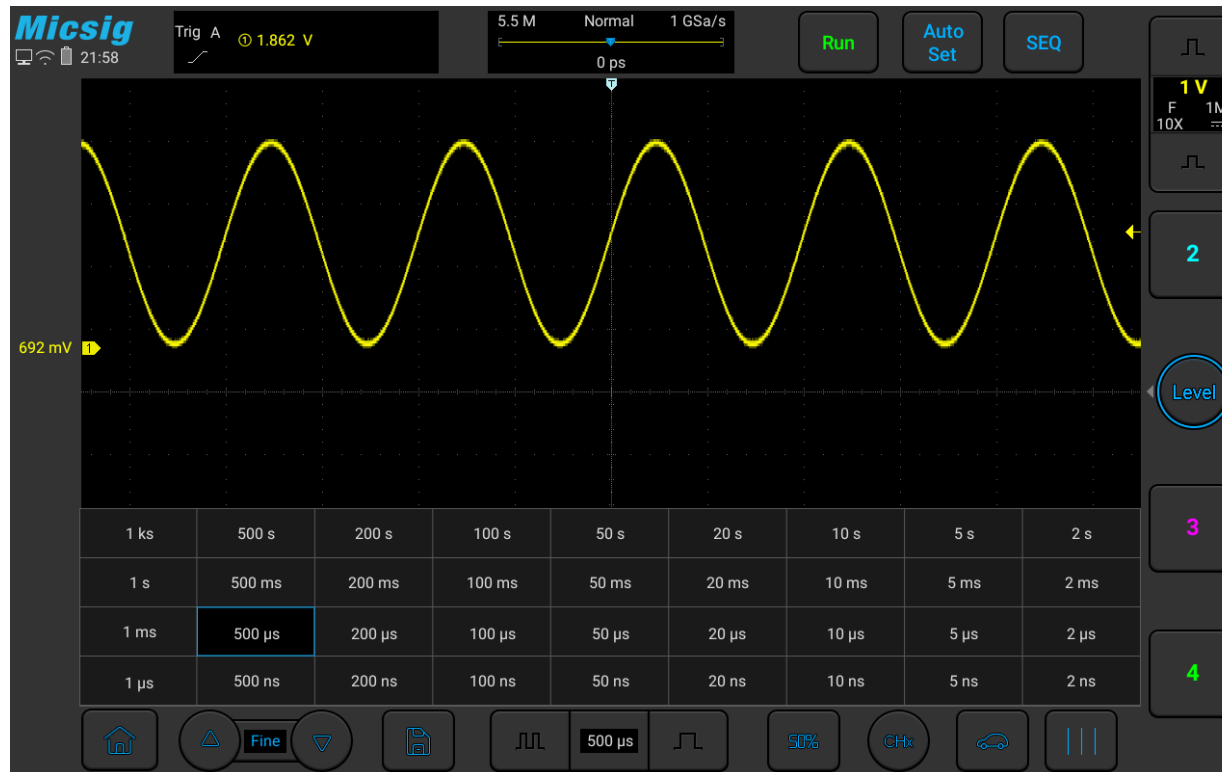 Micsig
21:58
Trig A ① 1.862 V
5.5 M Normal 1 GSa/s
0 ps
Run
Auto
Set
SEQ
T
1 V
F 1M
10X
2
692 mV 1
Level
3
4
1 ks 500 s 200 s 100 s 50 s 20 s 10 s 5 s 2 s
1 s 500 ms 200 ms 100 ms 50 ms 20 ms 10 ms 5 ms 2 ms
1 ms 500 µs 200 µs 100 µs 50 µs 20 µs 10 µs 5 µs 2 µs
1 µs 500 ns 200 ns 100 ns 50 ns 20 ns 10 ns 5 ns 2 ns
Fine
500 µs
50%
CHx